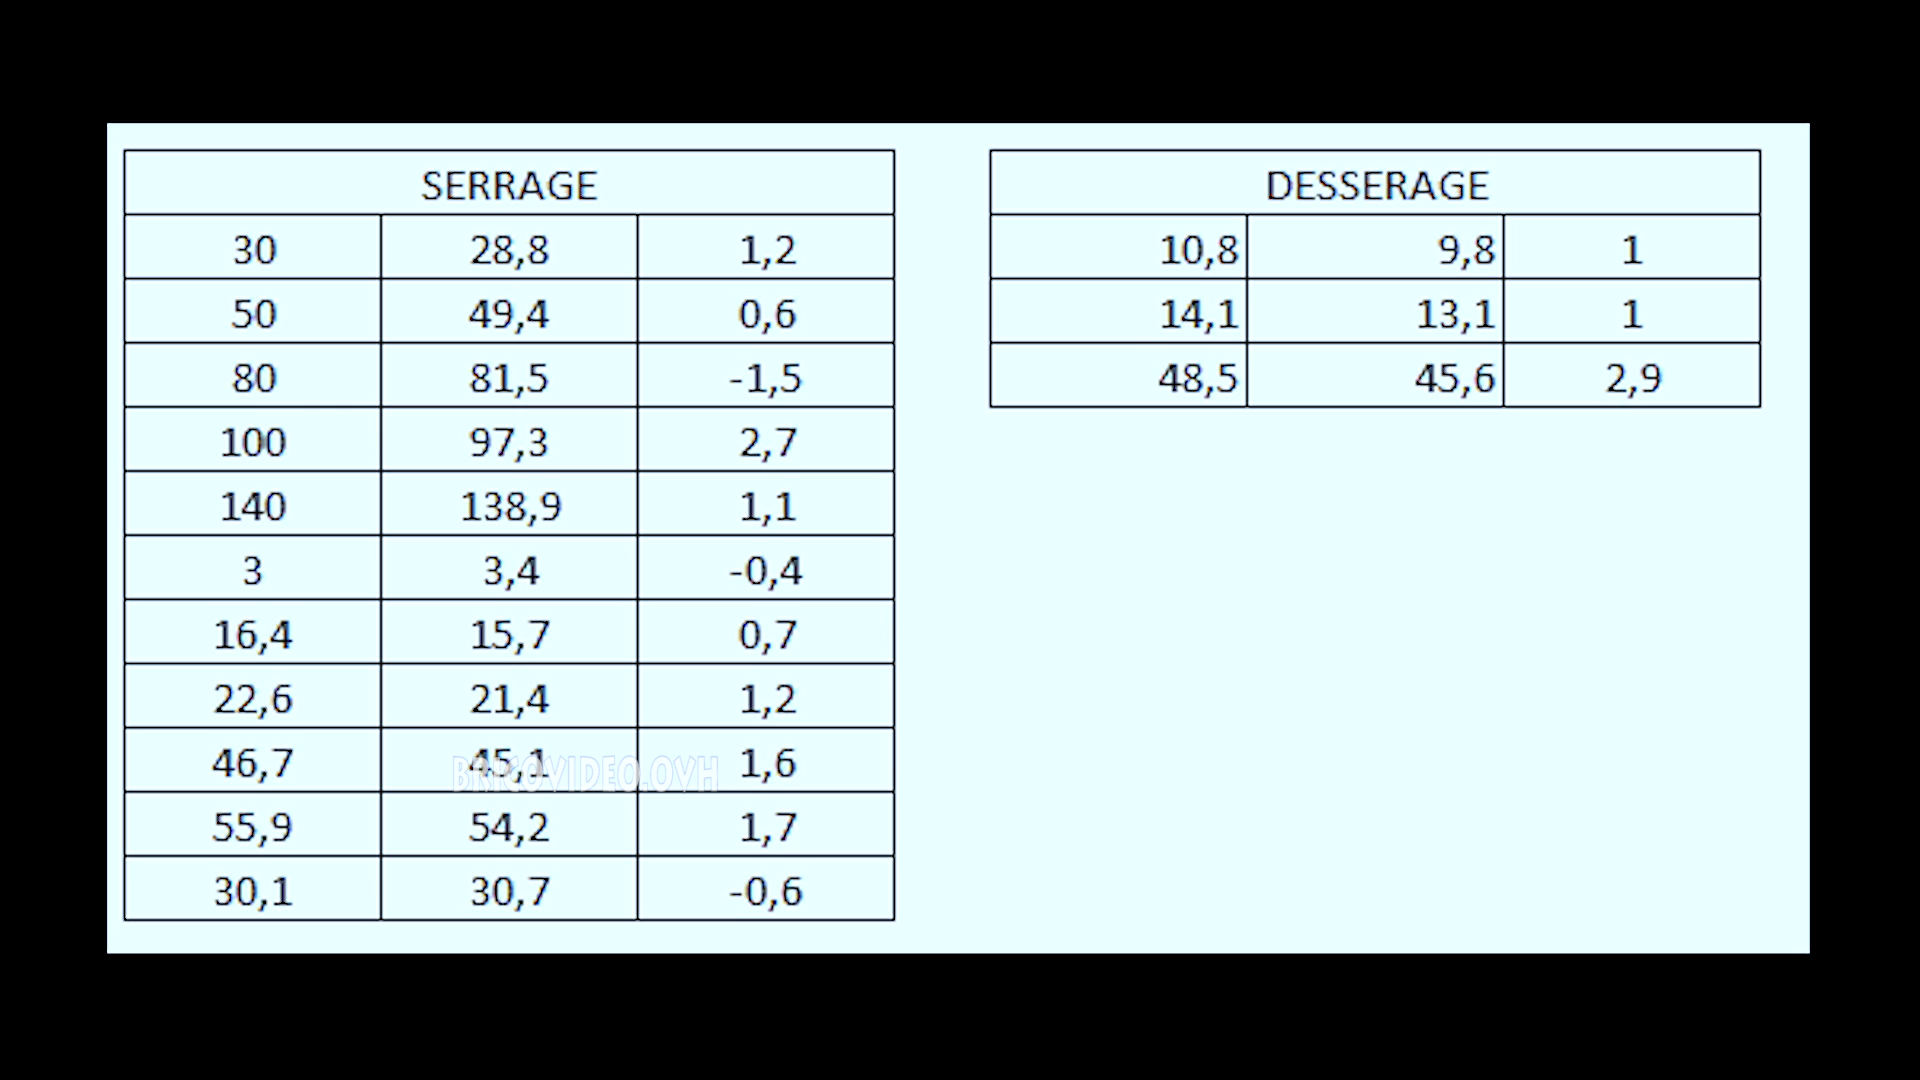 SERRAGE
30 28,8 1,2
50 49,4 0,6
80 81,5 -1,5
100 97,3 2,7
140 138,9 1,1
3 3,4 -0,4
16,4 15,7 0,7
22,6 21,4 1,2
46,7 45,1 1,6
BRICOVIDEO.OVH
55,9 54,2 1,7
30,1 30,7 -0,6
DESSERAGE
10,8 9,8 1
14,1 13,1 1
48,5 45,6 2,9